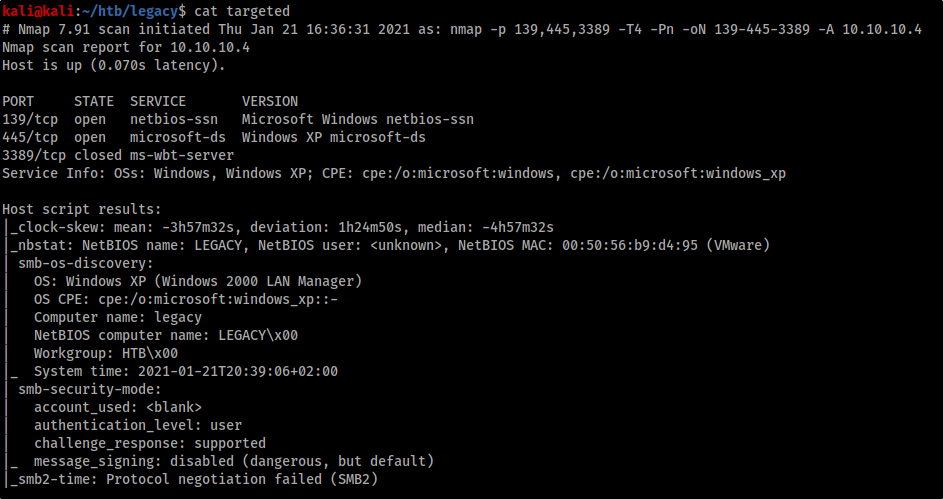 kali@kali:~/htb/legacy$ cat targeted
# Nmap 7.91 scan initiated Thu Jan 21 16:36:31 2021 as: nmap -p 139,445,3389 -T4 -Pn -oN 139-445-3389 -A 10.10.10.4
Nmap scan report for 10.10.10.4
Host is up (0.070s latency).

PORT     STATE  SERVICE       VERSION
139/tcp  open   netbios-ssn   Microsoft Windows netbios-ssn
445/tcp  open   microsoft-ds  Windows XP microsoft-ds
3389/tcp closed ms-wbt-server
Service Info: OSs: Windows, Windows XP; CPE: cpe:/o:microsoft:windows, cpe:/o:microsoft:windows_xp

Host script results:
|_clock-skew: mean: -3h57m32s, deviation: 1h24m50s, median: -4h57m32s
|_nbstat: NetBIOS name: LEGACY, NetBIOS user: <unknown>, NetBIOS MAC: 00:50:56:b9:d4:95 (VMware)
| smb-os-discovery:
|   OS: Windows XP (Windows 2000 LAN Manager)
|   OS CPE: cpe:/o:microsoft:windows_xp::-
|   Computer name: legacy
|   NetBIOS computer name: LEGACY\x00
|   Workgroup: HTB\x00
|_  System time: 2021-01-21T20:39:06+02:00
| smb-security-mode:
|   account_used: <blank>
|   authentication_level: user
|   challenge_response: supported
|_  message_signing: disabled (dangerous, but default)
|_smb2-time: Protocol negotiation failed (SMB2)